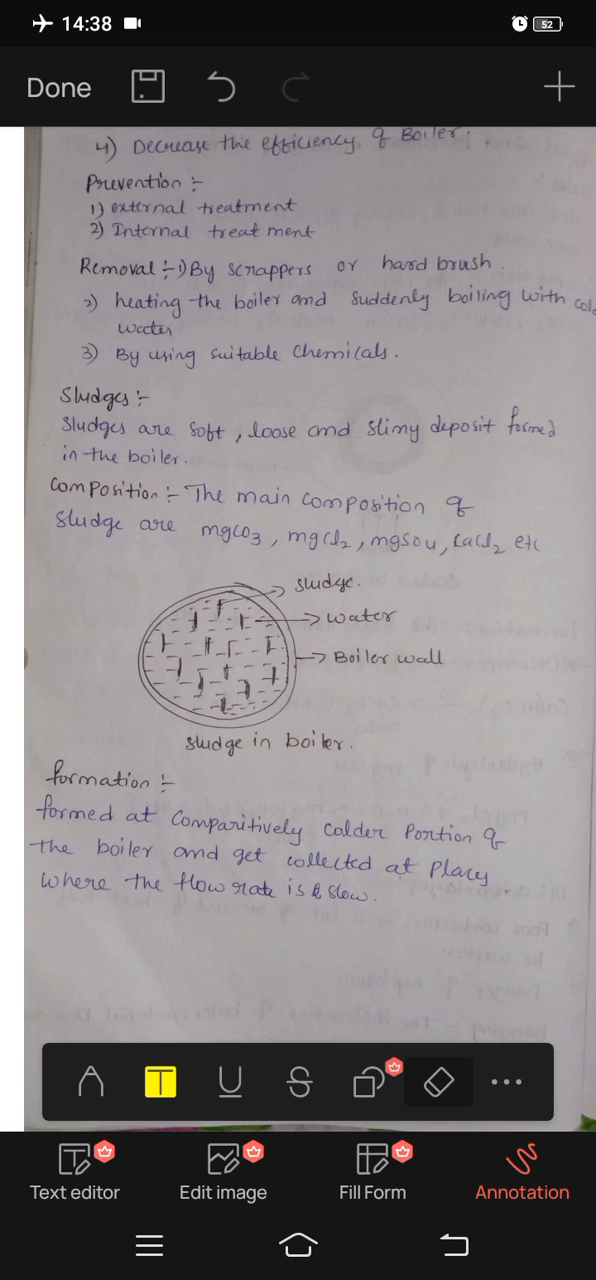 14:38
52
Done
4) Decrease the efficiency of Boiler.
Prevention :-
1) external treatment
2) Internal treat ment
Removal :- 1) By scrappers or hard brush
2) heating the boiler and suddenly boiling with cold
water
3) By using suitable chemicals.
Sludges :-
Sludges are soft, loose and slimy deposit formed
in the boiler.
Composition :- The main composition of
sludge are mgco3, mgcl2, mgso4, cacl2 etc
sludge.
water
Boiler wall
sludge in boiler.
formation :-
formed at Comparitively colder portion of
the boiler and get collected at places
where the flow rate is slow.
T
U
S
Text editor
Edit image
Fill Form
Annotation